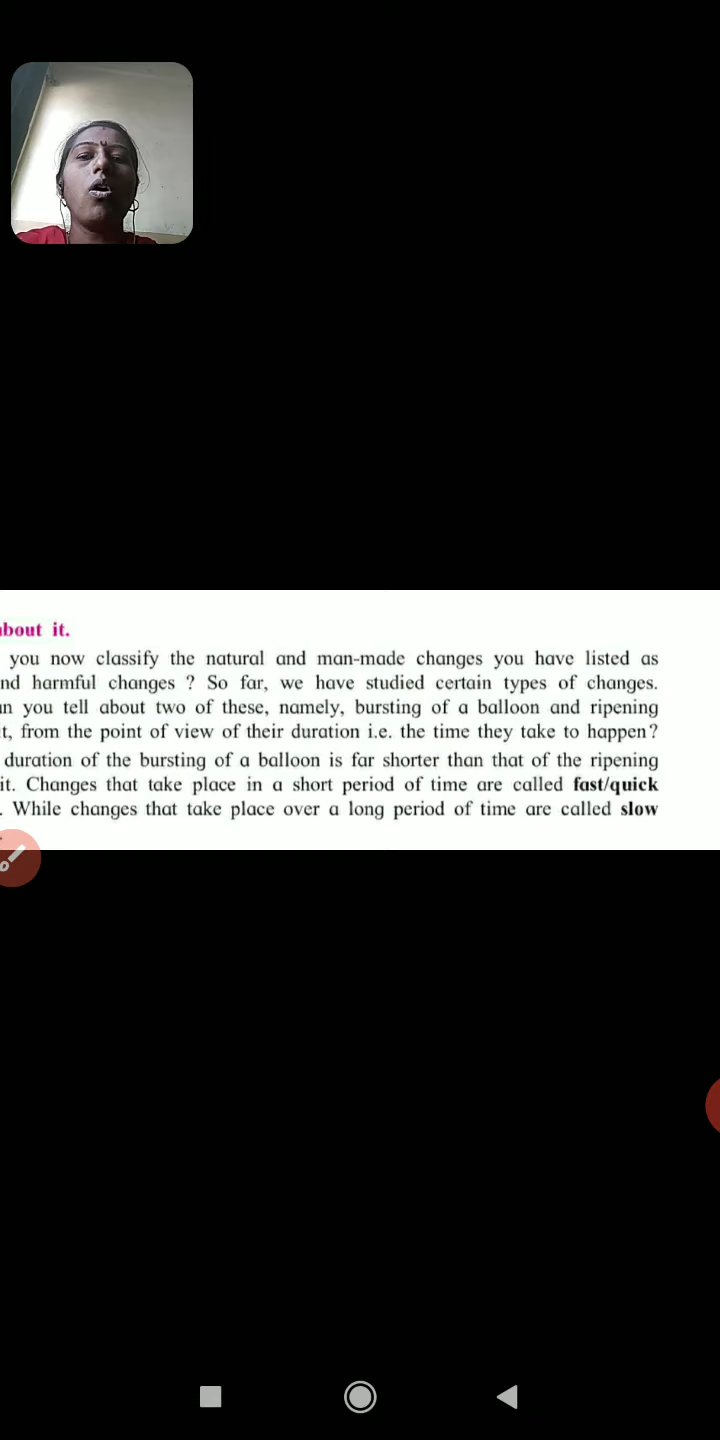 about it.
you now classify the natural and man-made changes you have listed as
nd harmful changes ? So far, we have studied certain types of changes.
an you tell about two of these, namely, bursting of a balloon and ripening
t, from the point of view of their duration i.e. the time they take to happen?
duration of the bursting of a balloon is far shorter than that of the ripening
it. Changes that take place in a short period of time are called fast/quick
. While changes that take place over a long period of time are called slow